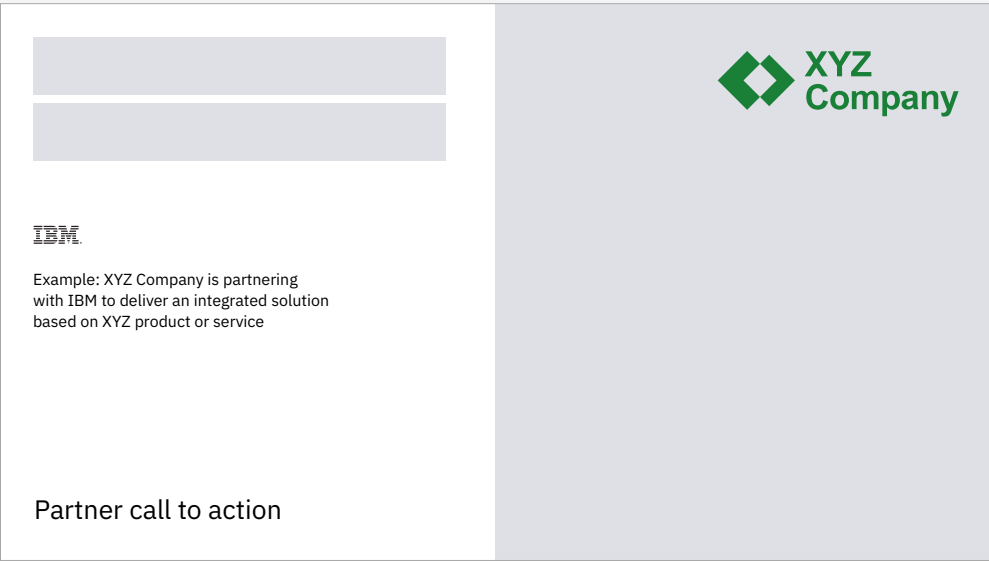 XYZ
Company
IBM.
Example: XYZ Company is partnering
with IBM to deliver an integrated solution
based on XYZ product or service
Partner call to action